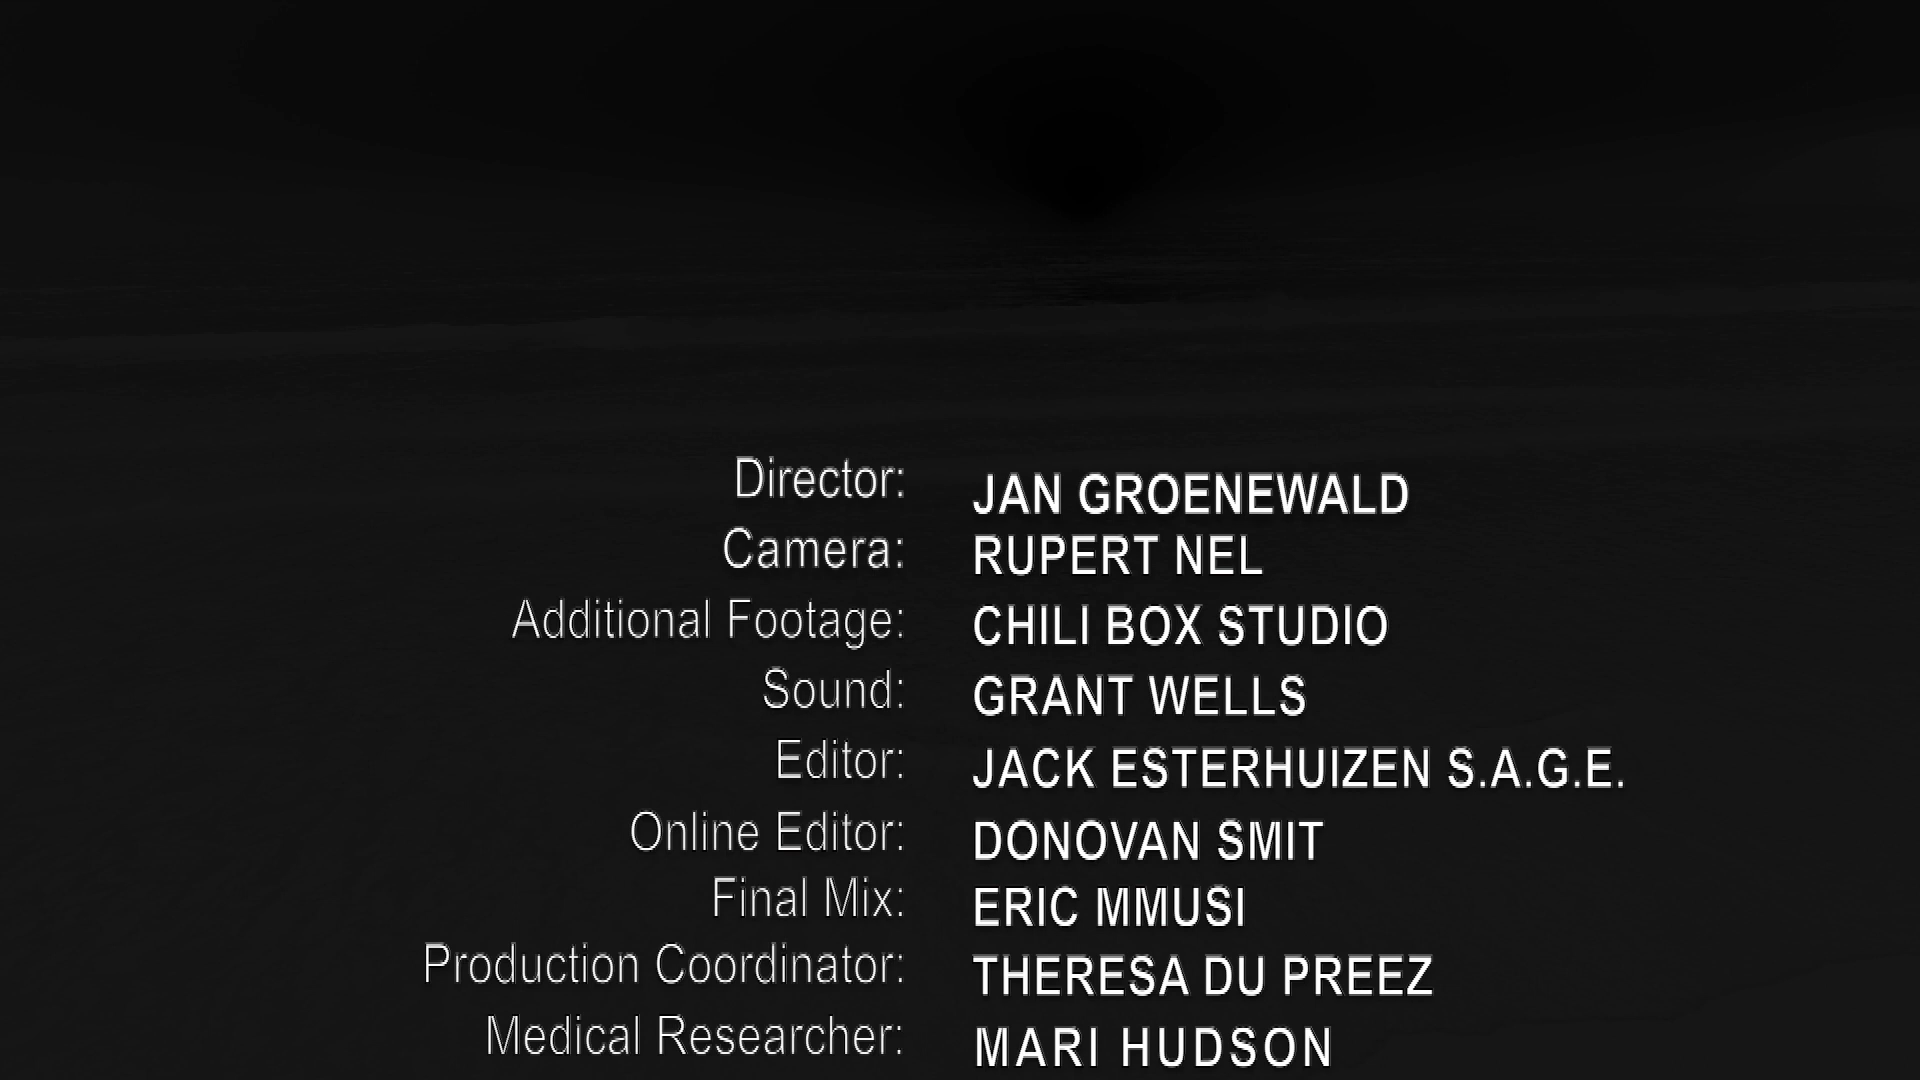 Director: JAN GROENEWALD
Camera: RUPERT NEL
Additional Footage: CHILI BOX STUDIO
Sound: GRANT WELLS
Editor: JACK ESTERHUIZEN S.A.G.E.
Online Editor: DONOVAN SMIT
Final Mix: ERIC MMUSI
Production Coordinator: THERESA DU PREEZ
Medical Researcher: MARI HUDSON